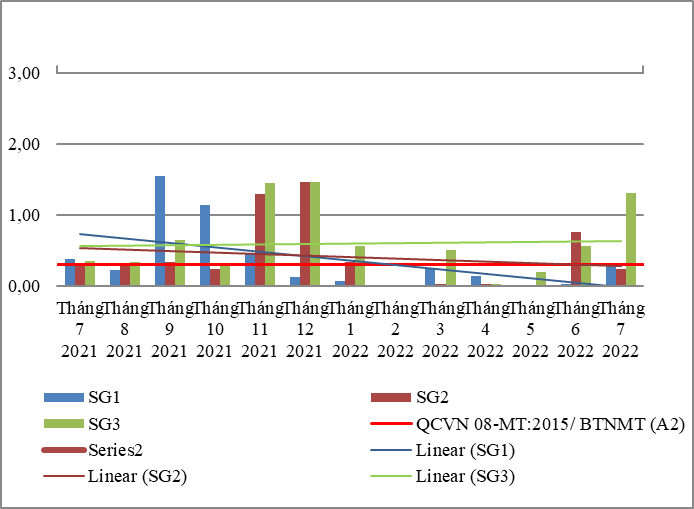 3,00
2,00
1,00
0,00
Tháng Tháng Tháng Tháng Tháng Tháng Tháng Tháng Tháng Tháng Tháng Tháng Tháng
7 8 9 10 11 12 1 2 3 4 5 6 7
2021 2021 2021 2021 2021 2021 2022 2022 2022 2022 2022 2022 2022
SG1 SG2
SG3 QCVN 08-MT:2015/ BTNMT (A2)
Series2 Linear (SG1)
Linear (SG2) Linear (SG3)